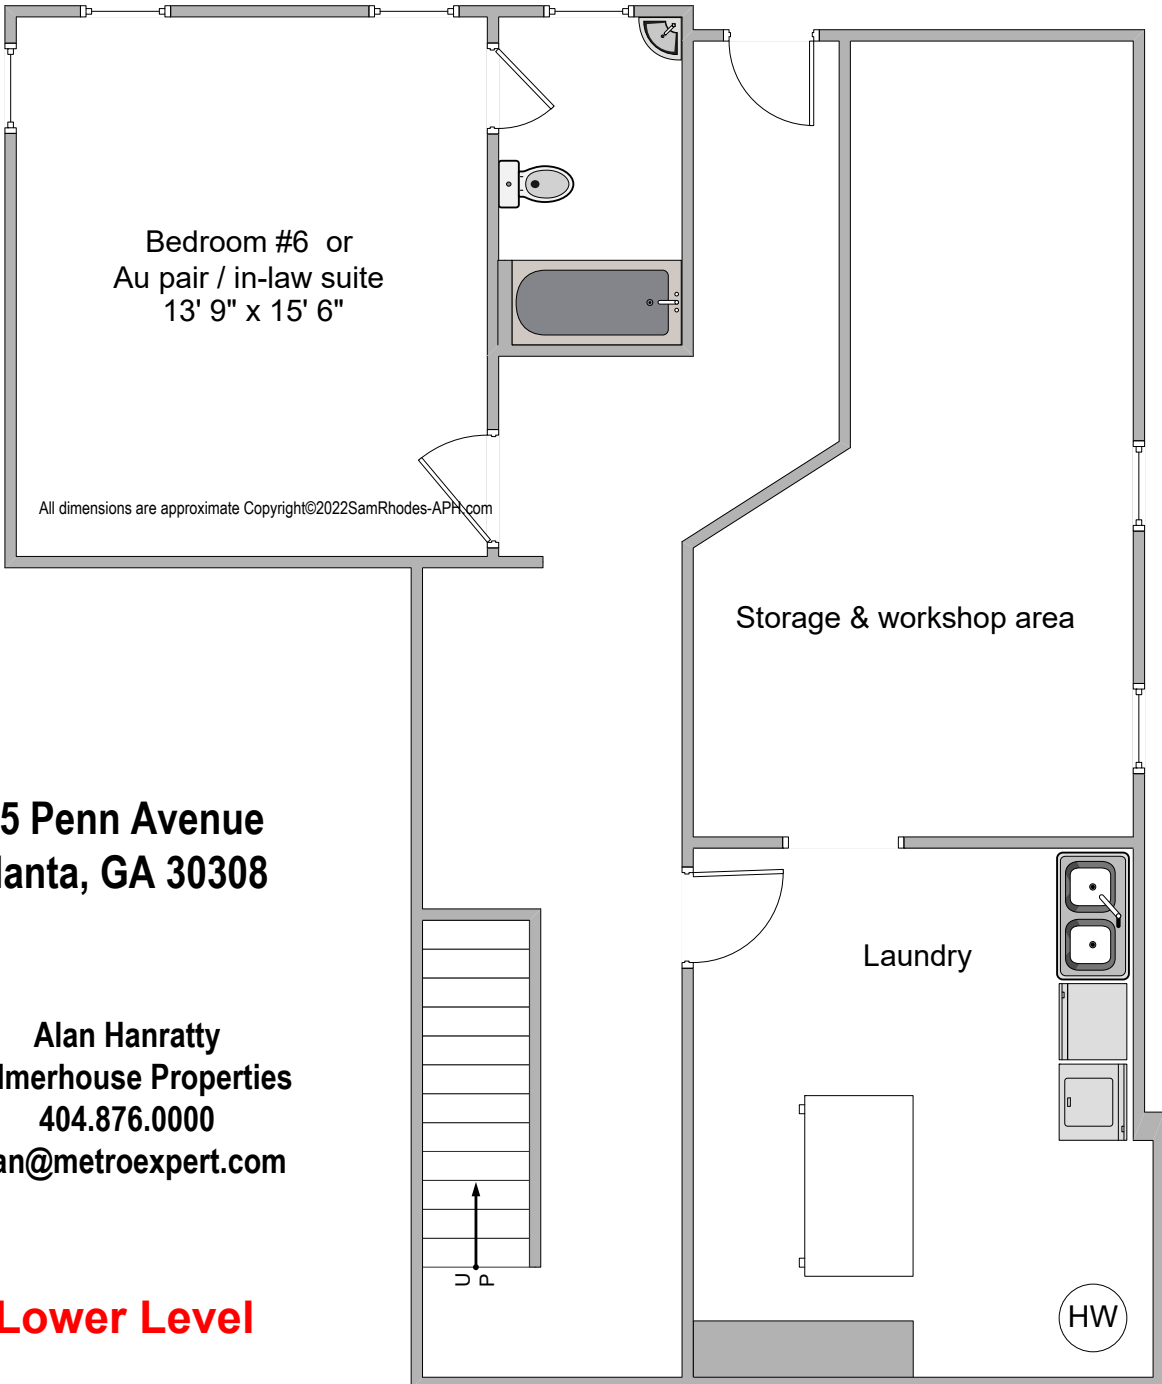 Bedroom #6 or
Au pair / in-law suite
13' 9" x 15' 6"
All dimensions are approximate Copyright©2022SamRhodes-APH.com
Storage & workshop area
5 Penn Avenue
lanta, GA 30308
Laundry
Alan Hanratty
lmerhouse Properties
404.876.0000
an@metroexpert.com
UP
Lower Level
HW